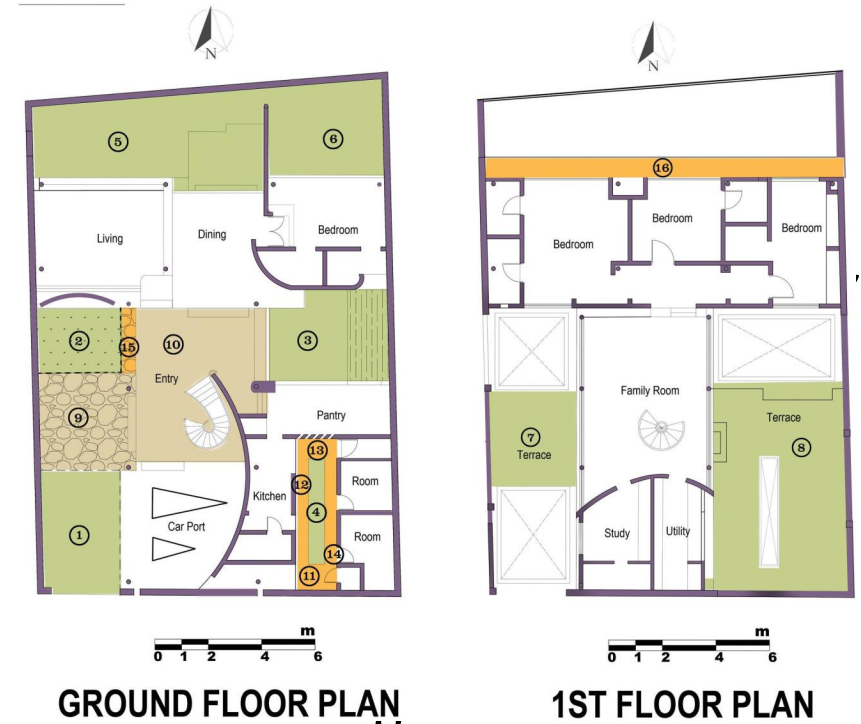 N
5
6
Living
Dining
Bedroom
2
15
10
3
Entry
9
Pantry
13
12
Kitchen
Room
4
1
Car Port
Room
14
11
m
0 1 2 4 6
GROUND FLOOR PLAN
N
16
Bedroom
Bedroom
Bedroom
Family Room
Terrace
7
Terrace
8
Study
Utility
m
0 1 2 4 6
1ST FLOOR PLAN